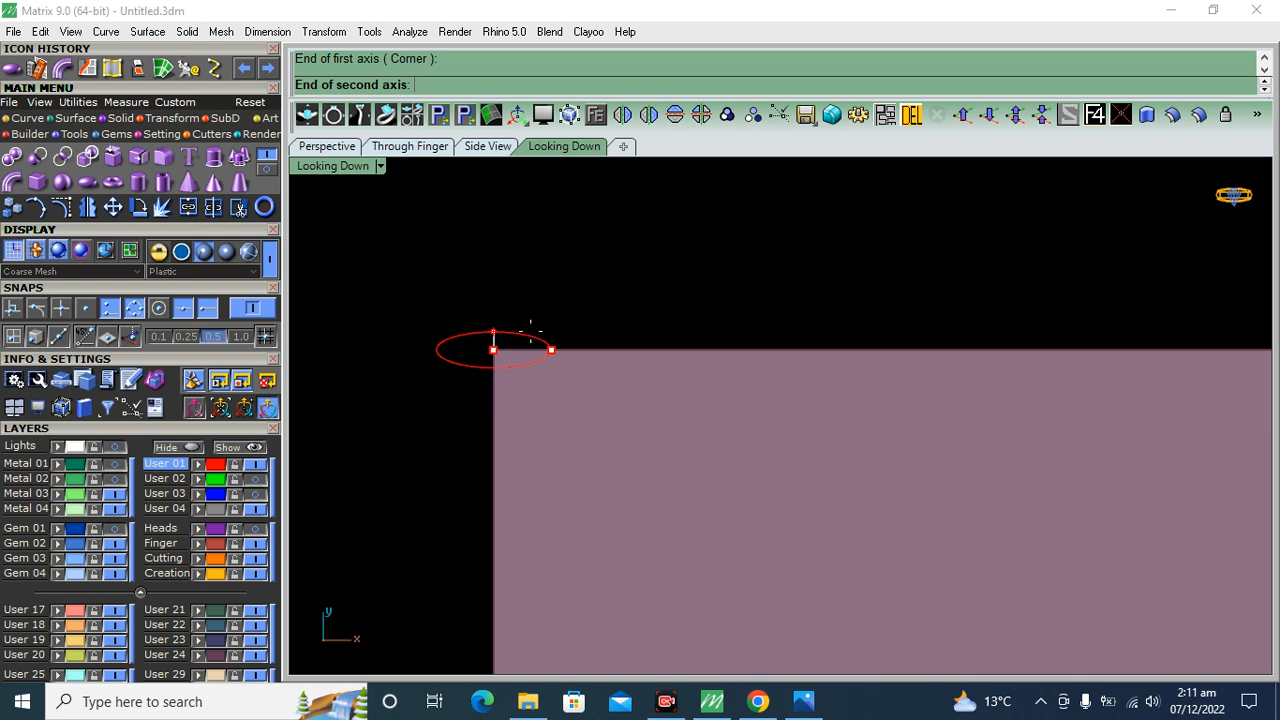 Matrix 9.0 (64-bit) - Untitled.3dm
File Edit View Curve Surface Solid Mesh Dimension Transform Tools Analyze Render Rhino 5.0 Blend Clayoo Help
ICON HISTORY
End of first axis ( Corner ):
End of second axis:
MAIN MENU
File View Utilities Measure Custom Reset
Curve Surface Solid Transform SubD Art
Builder Tools Gems Setting Cutters Render
P P FE DEL S F4 »
Perspective Through Finger Side View Looking Down
Looking Down
DISPLAY
Coarse Mesh Plastic
SNAPS
0.1 0.25 0.5 1.0
INFO & SETTINGS
LAYERS
Lights Hide Show
Metal 01 User 01
Metal 02 User 02
Metal 03 User 03
Metal 04 User 04
Gem 01 Heads
Gem 02 Finger
Gem 03 Cutting
Gem 04 Creation
User 17 User 21
User 18 User 22
User 19 User 23
User 20 User 24
User 25 User 29
y
x
Type here to search
13°C
2:11 am
07/12/2022